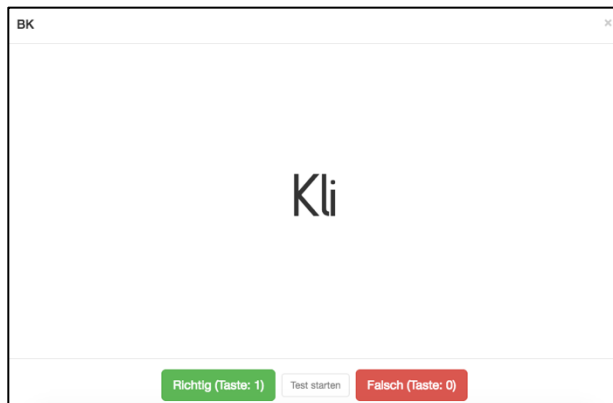 BK ×
Kli
Richtig (Taste: 1) Test starten Falsch (Taste: 0)